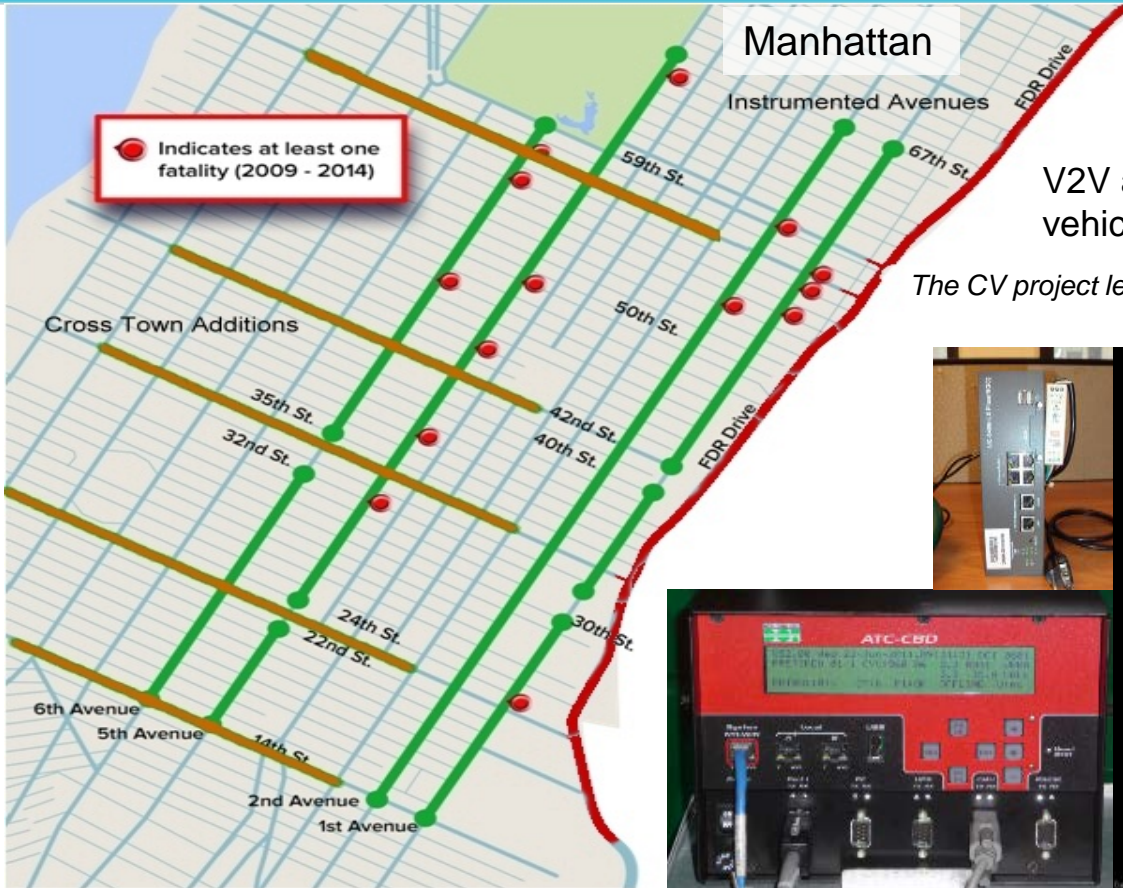 Manhattan
Instrumented Avenues
FDR Drive
Indicates at least one
fatality (2009 - 2014)
59th St.
67th St.
V2V a
vehic
The CV project le
50th St.
Cross Town Additions
35th St.
42nd St.
32nd St.
40th St.
FDR Drive
24th St.
30th St.
22nd St.
6th Avenue
5th Avenue
14th St.
2nd Avenue
1st Avenue
ATC-CBD
Local